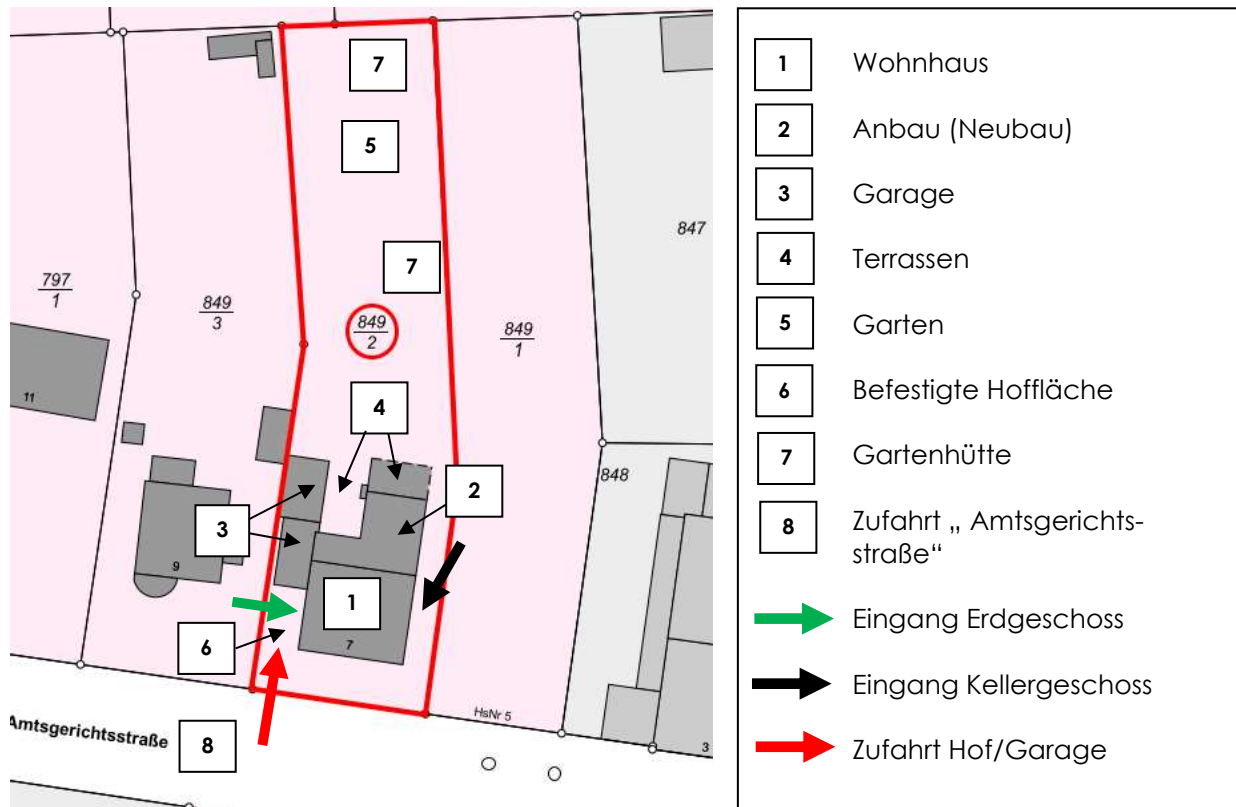 7
5
847
7
797
1
849
3
849
2
849
1
11
4
848
2
3
9
1
7
6
HsNr 5
Amtsgerichtsstraße
8
3
1 Wohnhaus
2 Anbau (Neubau)
3 Garage
4 Terrassen
5 Garten
6 Befestigte Hoffläche
7 Gartenhütte
8 Zufahrt „ Amtsgerichts-
straße“
Eingang Erdgeschoss
Eingang Kellergeschoss
Zufahrt Hof/Garage